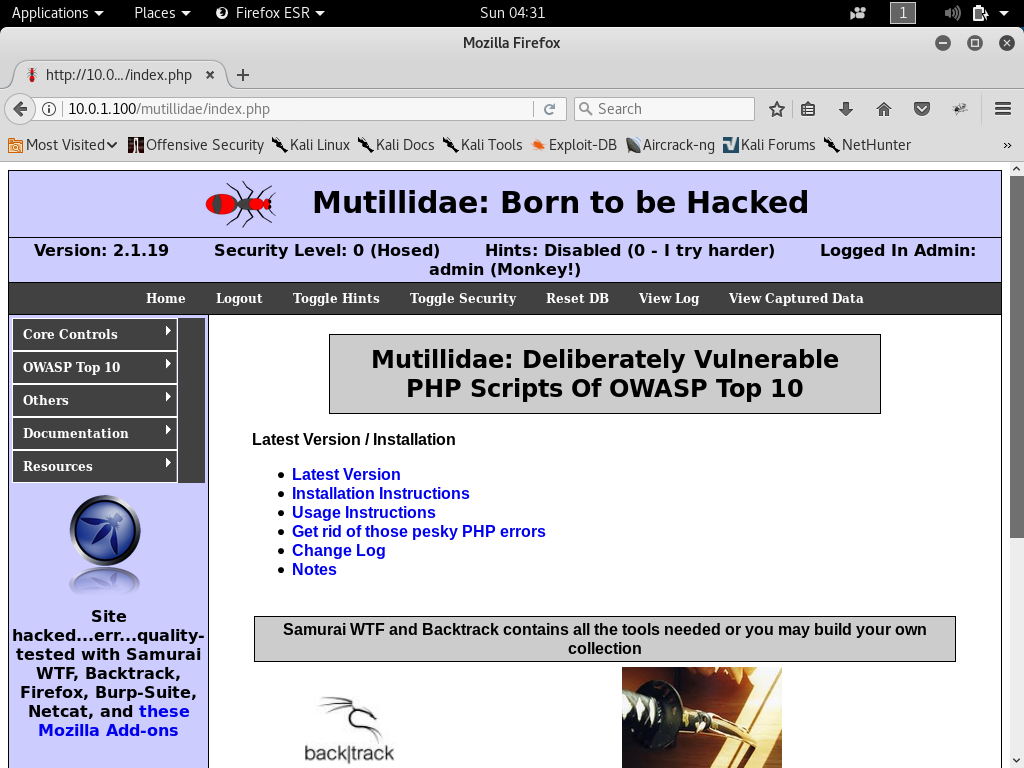 Applications Places Firefox ESR Sun 04:31 1
Mozilla Firefox
http://10.0.../index.php
10.0.1.100/mutillidae/index.php Search
Most Visited Offensive Security Kali Linux Kali Docs Kali Tools Exploit-DB Aircrack-ng Kali Forums NetHunter »
Mutillidae: Born to be Hacked
Version: 2.1.19 Security Level: 0 (Hosed) Hints: Disabled (0 - I try harder) Logged In Admin:
admin (Monkey!)
Home Logout Toggle Hints Toggle Security Reset DB View Log View Captured Data
Core Controls
OWASP Top 10
Others
Documentation
Resources
Site
hacked...err...quality-
tested with Samurai
WTF, Backtrack,
Firefox, Burp-Suite,
Netcat, and these
Mozilla Add-ons
Mutillidae: Deliberately Vulnerable
PHP Scripts Of OWASP Top 10
Latest Version / Installation
Latest Version
Installation Instructions
Usage Instructions
Get rid of those pesky PHP errors
Change Log
Notes
Samurai WTF and Backtrack contains all the tools needed or you may build your own
collection
back|track